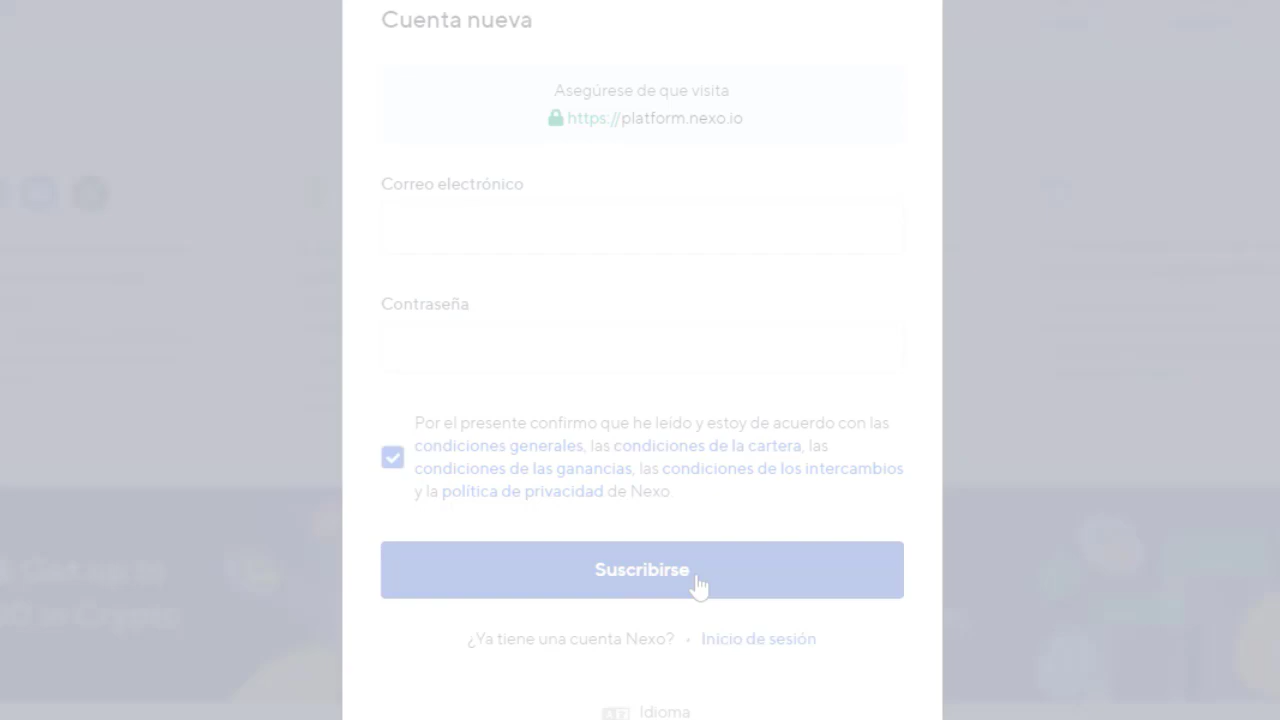 Cuenta nueva
Asegúrese de que visita
https://platform.nexo.io
Correo electrónico
Contraseña
Por el presente confirmo que he leído y estoy de acuerdo con las
condiciones generales, las condiciones de la cartera, las
condiciones de las ganancias, las condiciones de los intercambios
y la política de privacidad de Nexo.
Suscribirse
¿Ya tiene una cuenta Nexo? • Inicio de sesión
Idioma